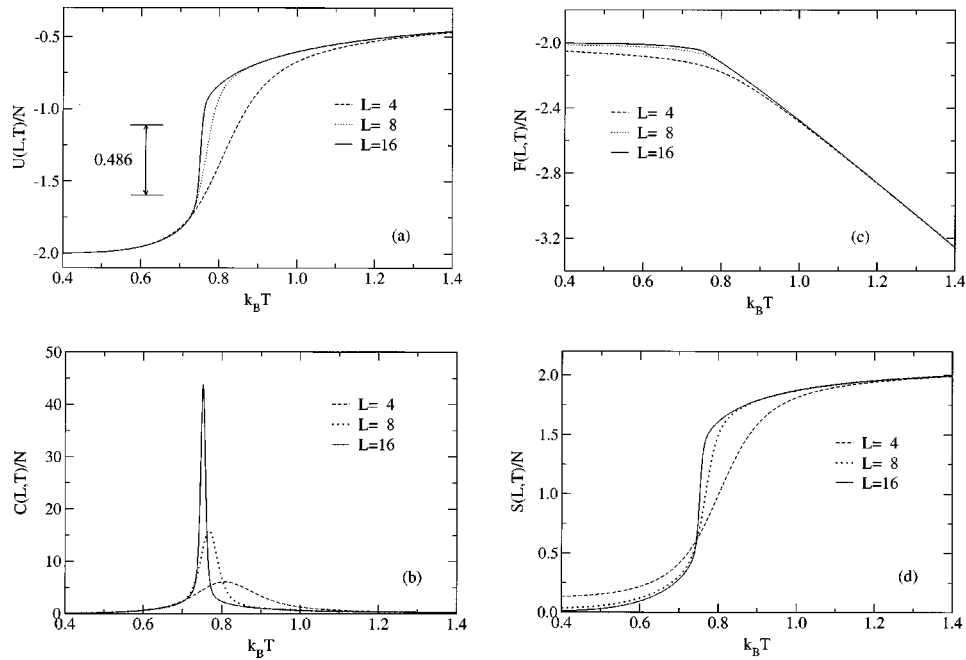 U(L,T)/N
-0.5
-1.0
-1.5
-2.0
0.486
L= 4
L= 8
L=16
(a)
0.4 0.6 0.8 1.0 1.2 1.4
k_BT
F(L,T)/N
-2.0
-2.4
-2.8
-3.2
L= 4
L= 8
L=16
(c)
0.4 0.6 0.8 1.0 1.2 1.4
k_BT
C(L,T)/N
50
40
30
20
10
0
L= 4
L= 8
L=16
(b)
0.4 0.6 0.8 1.0 1.2 1.4
k_BT
S(L,T)/N
2.0
1.5
1.0
0.5
0.0
L= 4
L= 8
L=16
(d)
0.4 0.6 0.8 1.0 1.2 1.4
k_BT